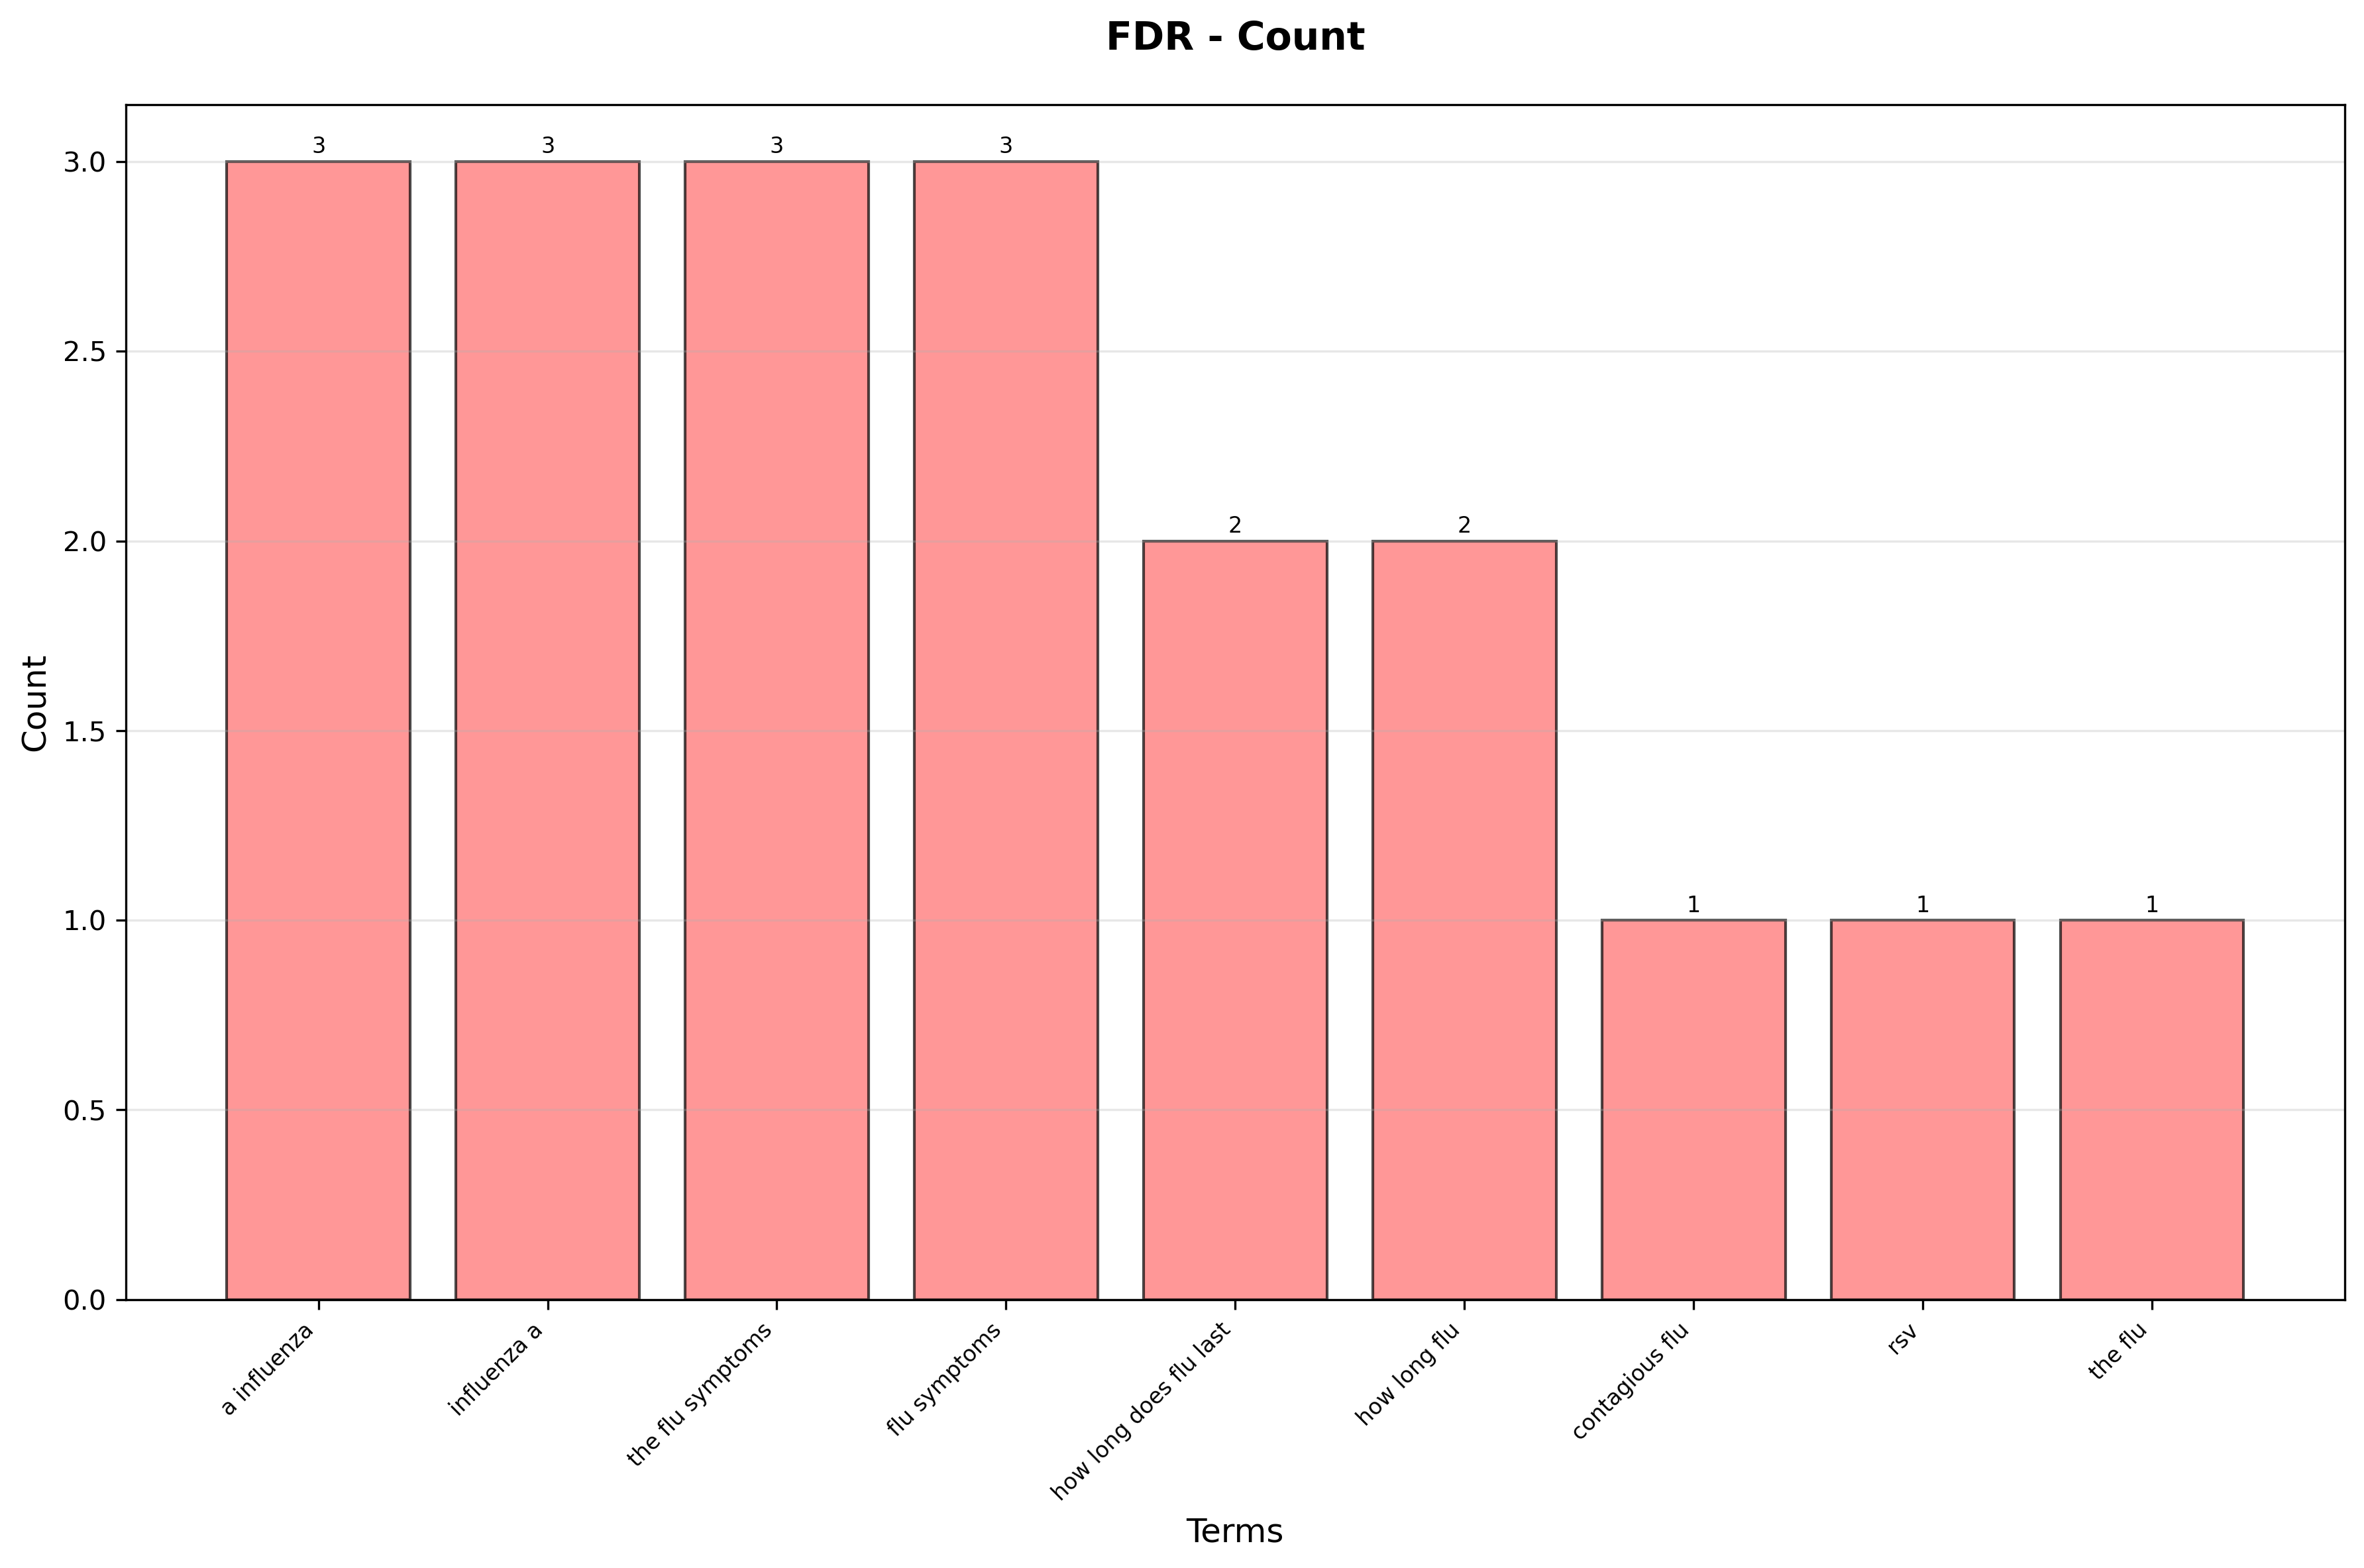 FDR - Count
3 3 3 3
3.0
2.5
2 2
2.0
Count
1.5
1 1 1
1.0
0.5
0.0
a influenza
influenza a
the flu symptoms
flu symptoms
how long does flu last
how long flu
contagious flu
rsv
the flu
Terms